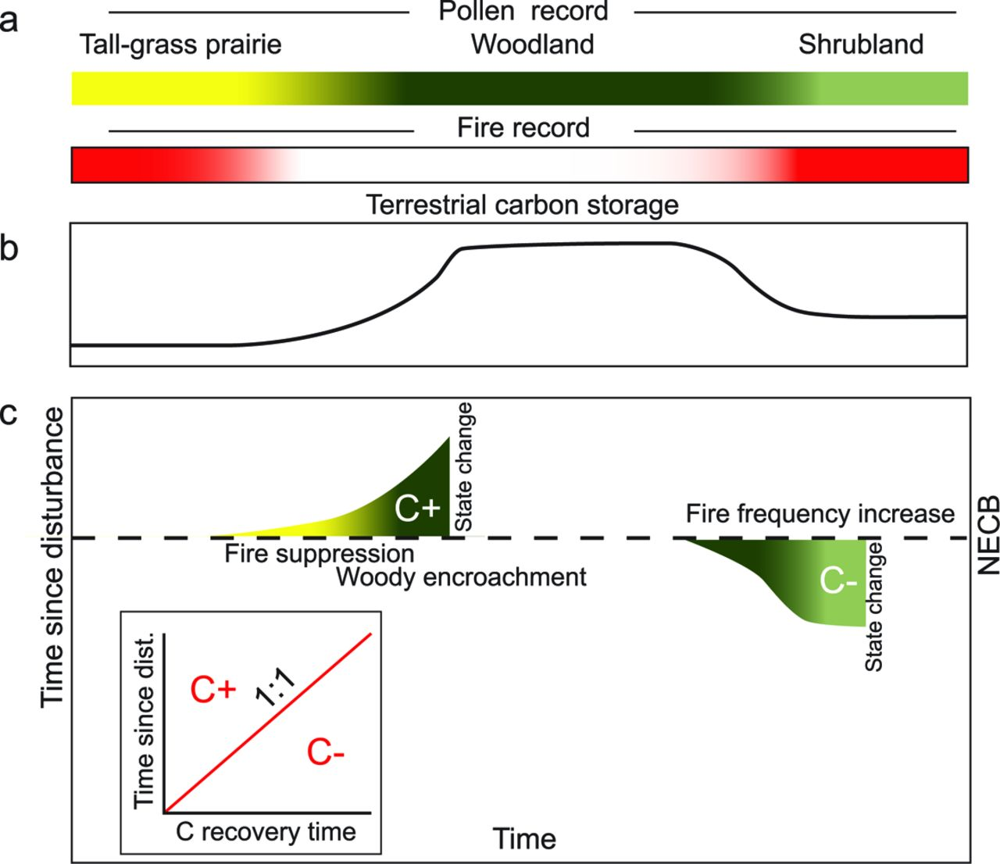 a
Pollen record
Tall-grass prairie
Woodland
Shrubland
Fire record
Terrestrial carbon storage
b
c
Time since disturbance
State change
C+
Fire suppression
Woody encroachment
Fire frequency increase
C-
State change
NECB
Time since dist.
C+
1:1
C-
C recovery time
Time